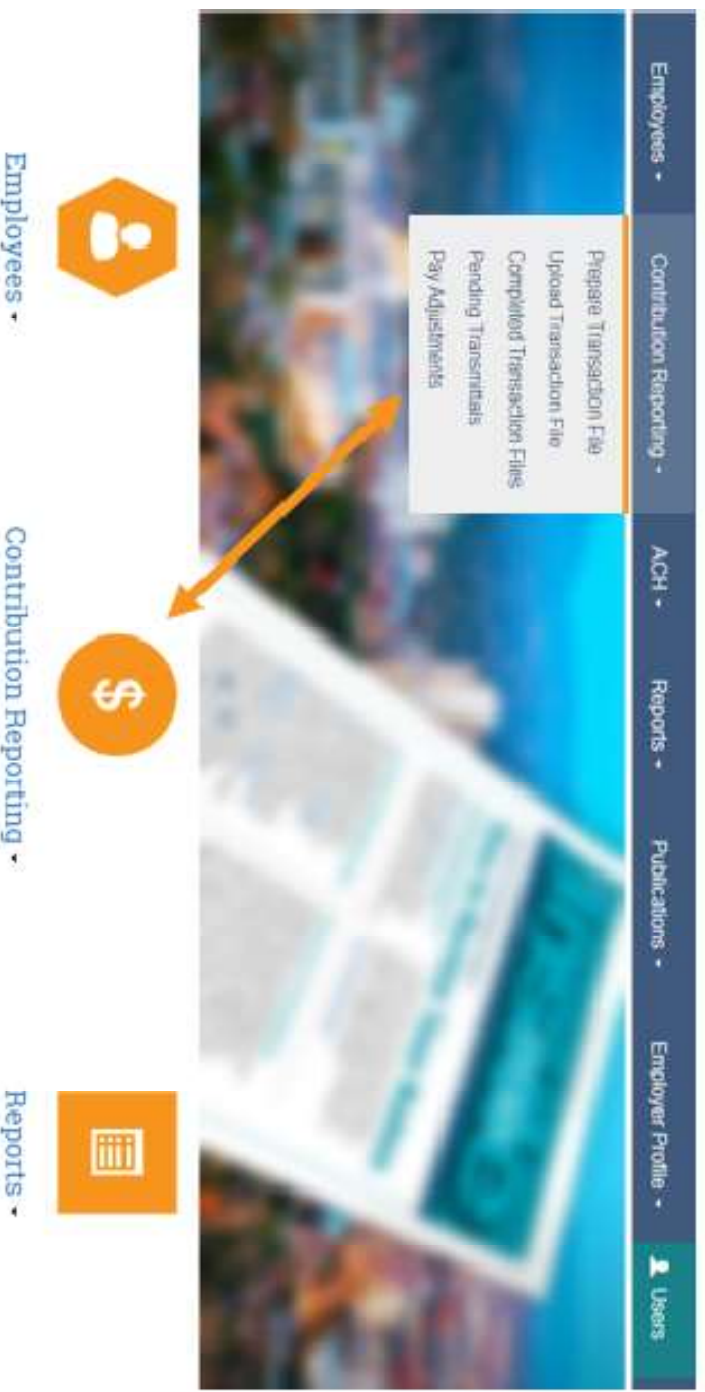 Employees
Contribution Reporting
ACH
Reports
Publications
Employer Profile
Users
Prepare Transaction File
Upload Transaction File
Completed Transaction Files
Pending Transmittals
Pay Adjustments
Employees
Contribution Reporting
Reports